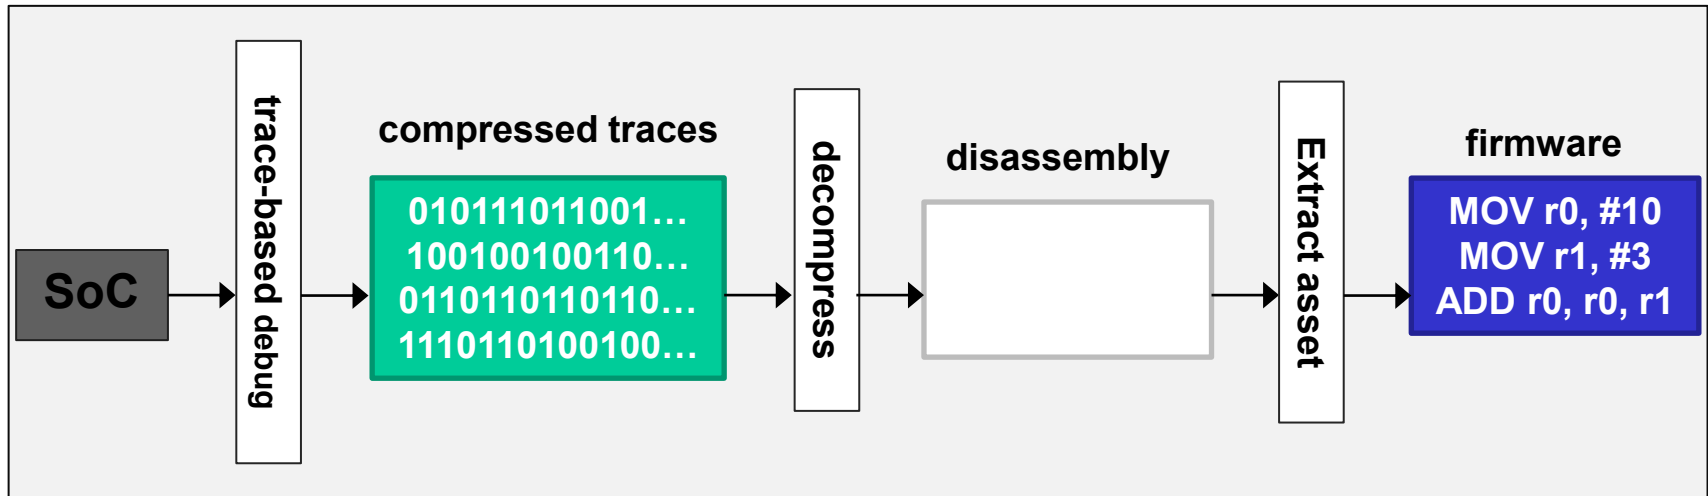 SoC
trace-based debug
compressed traces
010111011001…
100100100110…
0110110110110…
1110110100100…
decompress
disassembly
Extract asset
firmware
MOV r0, #10
MOV r1, #3
ADD r0, r0, r1